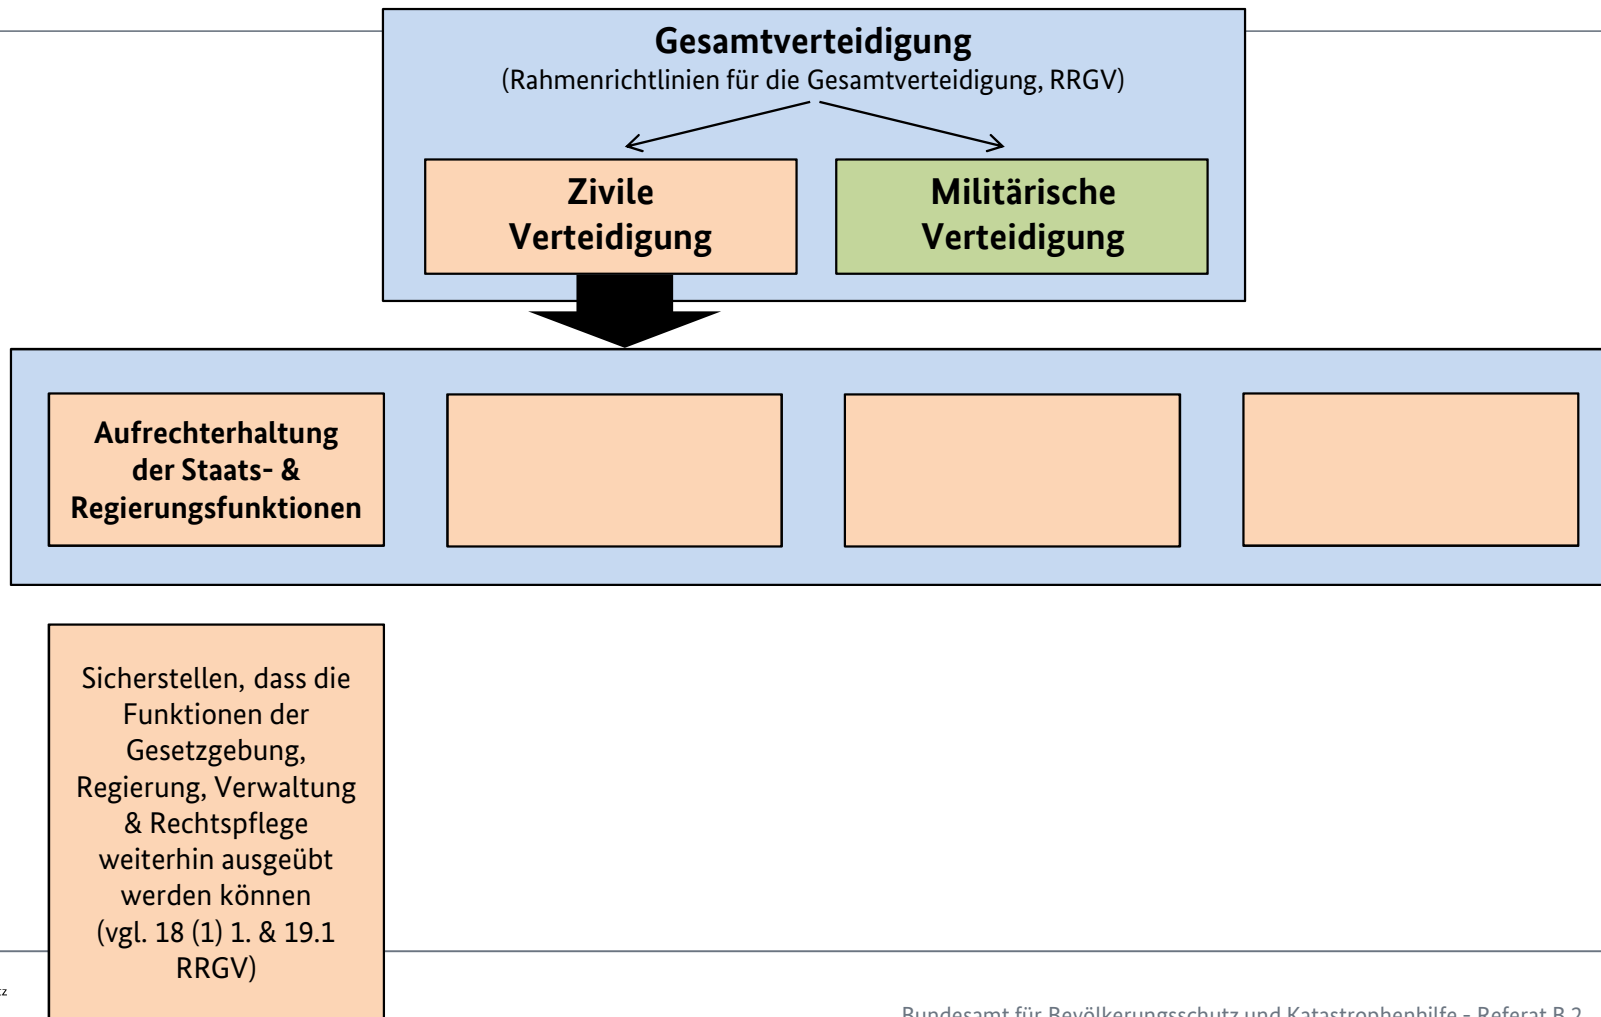 Gesamtverteidigung
(Rahmenrichtlinien für die Gesamtverteidigung, RRGV)
Zivile
Verteidigung
Militärische
Verteidigung
Aufrechterhaltung
der Staats- &
Regierungsfunktionen
Sicherstellen, dass die
Funktionen der
Gesetzgebung,
Regierung, Verwaltung
& Rechtspflege
weiterhin ausgeübt
werden können
(vgl. 18 (1) 1. & 19.1
RRGV)
tz
Bundesamt für Bevölkerungsschutz und Katastrophenhilfe - Referat B.2